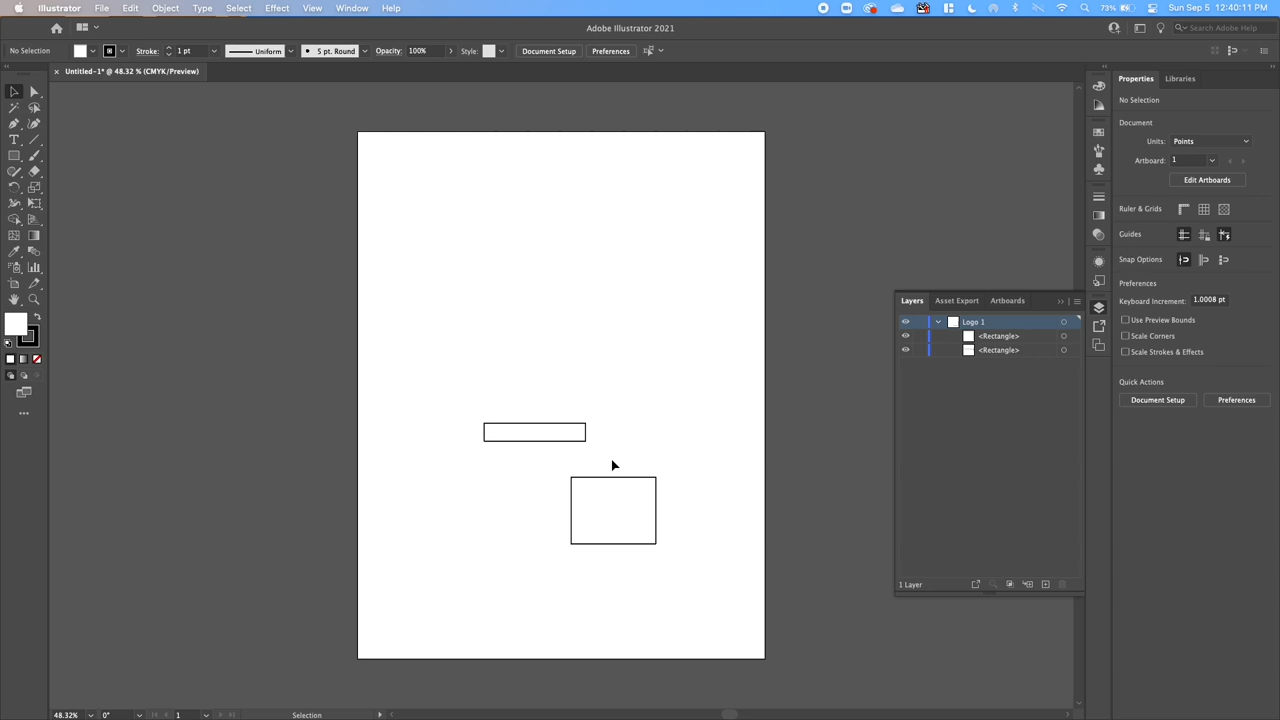 Illustrator File Edit Object Type Select Effect View Window Help 73% Sun Sep 5 12:40:11 PM
Adobe Illustrator 2021 Search Adobe Help
No Selection Stroke: 1 pt Uniform 5 pt. Round Opacity: 100% Style: Document Setup Preferences
Untitled-1* @ 48.32 % (CMYK/Preview)
Properties Libraries
No Selection
Document
Units: Points
Artboard: 1
Edit Artboards
Ruler & Grids
Guides
Snap Options
Preferences
Keyboard Increment: 1.0008 pt
Use Preview Bounds
Scale Corners
Scale Strokes & Effects
Quick Actions
Document Setup Preferences
Layers Asset Export Artboards
Logo 1
<Rectangle>
<Rectangle>
1 Layer
48.32% 0° 1 Selection